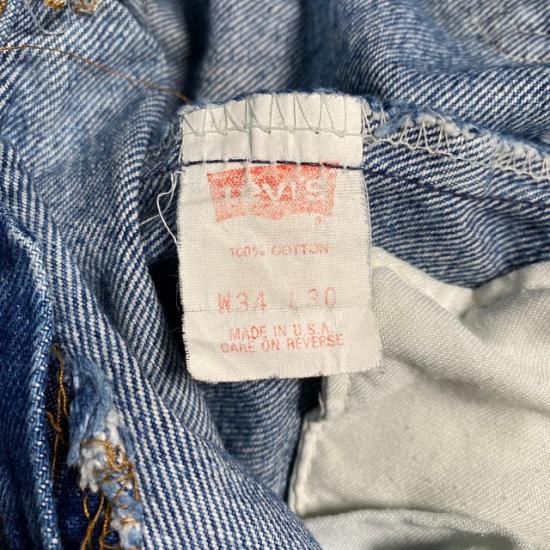 Levi's
100% COTTON
W34 L30
MADE IN U.S.A.
CARE ON REVERSE